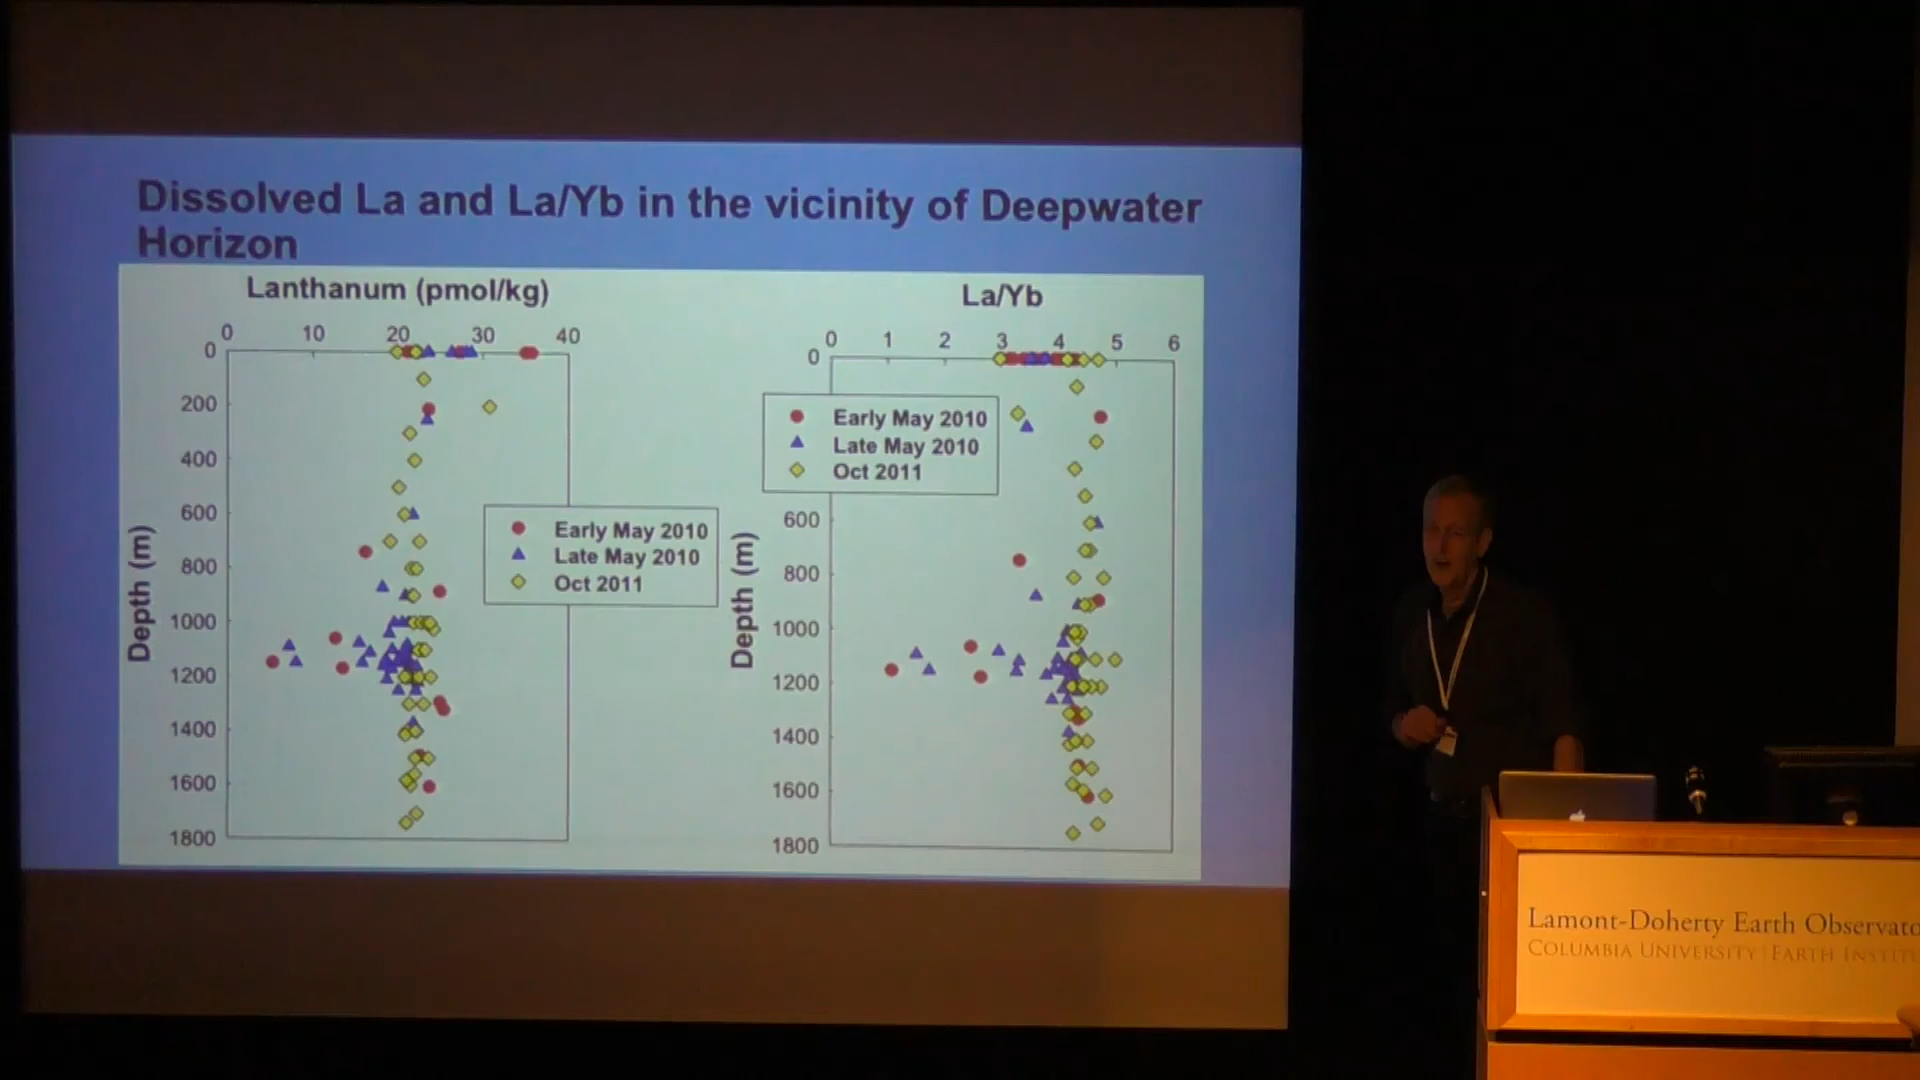 Dissolved La and La/Yb in the vicinity of Deepwater
Horizon
Lanthanum (pmol/kg)
0 10 20 30 40
0
200
400
600
800
1000
1200
1400
1600
1800
Depth (m)
Early May 2010
Late May 2010
Oct 2011
La/Yb
0 1 2 3 4 5 6
0
600
800
1000
1200
1400
1600
1800
Depth (m)
Early May 2010
Late May 2010
Oct 2011
Lamont-Doherty Earth Observato
COLUMBIA UNIVERSITY | EARTH INSTIT